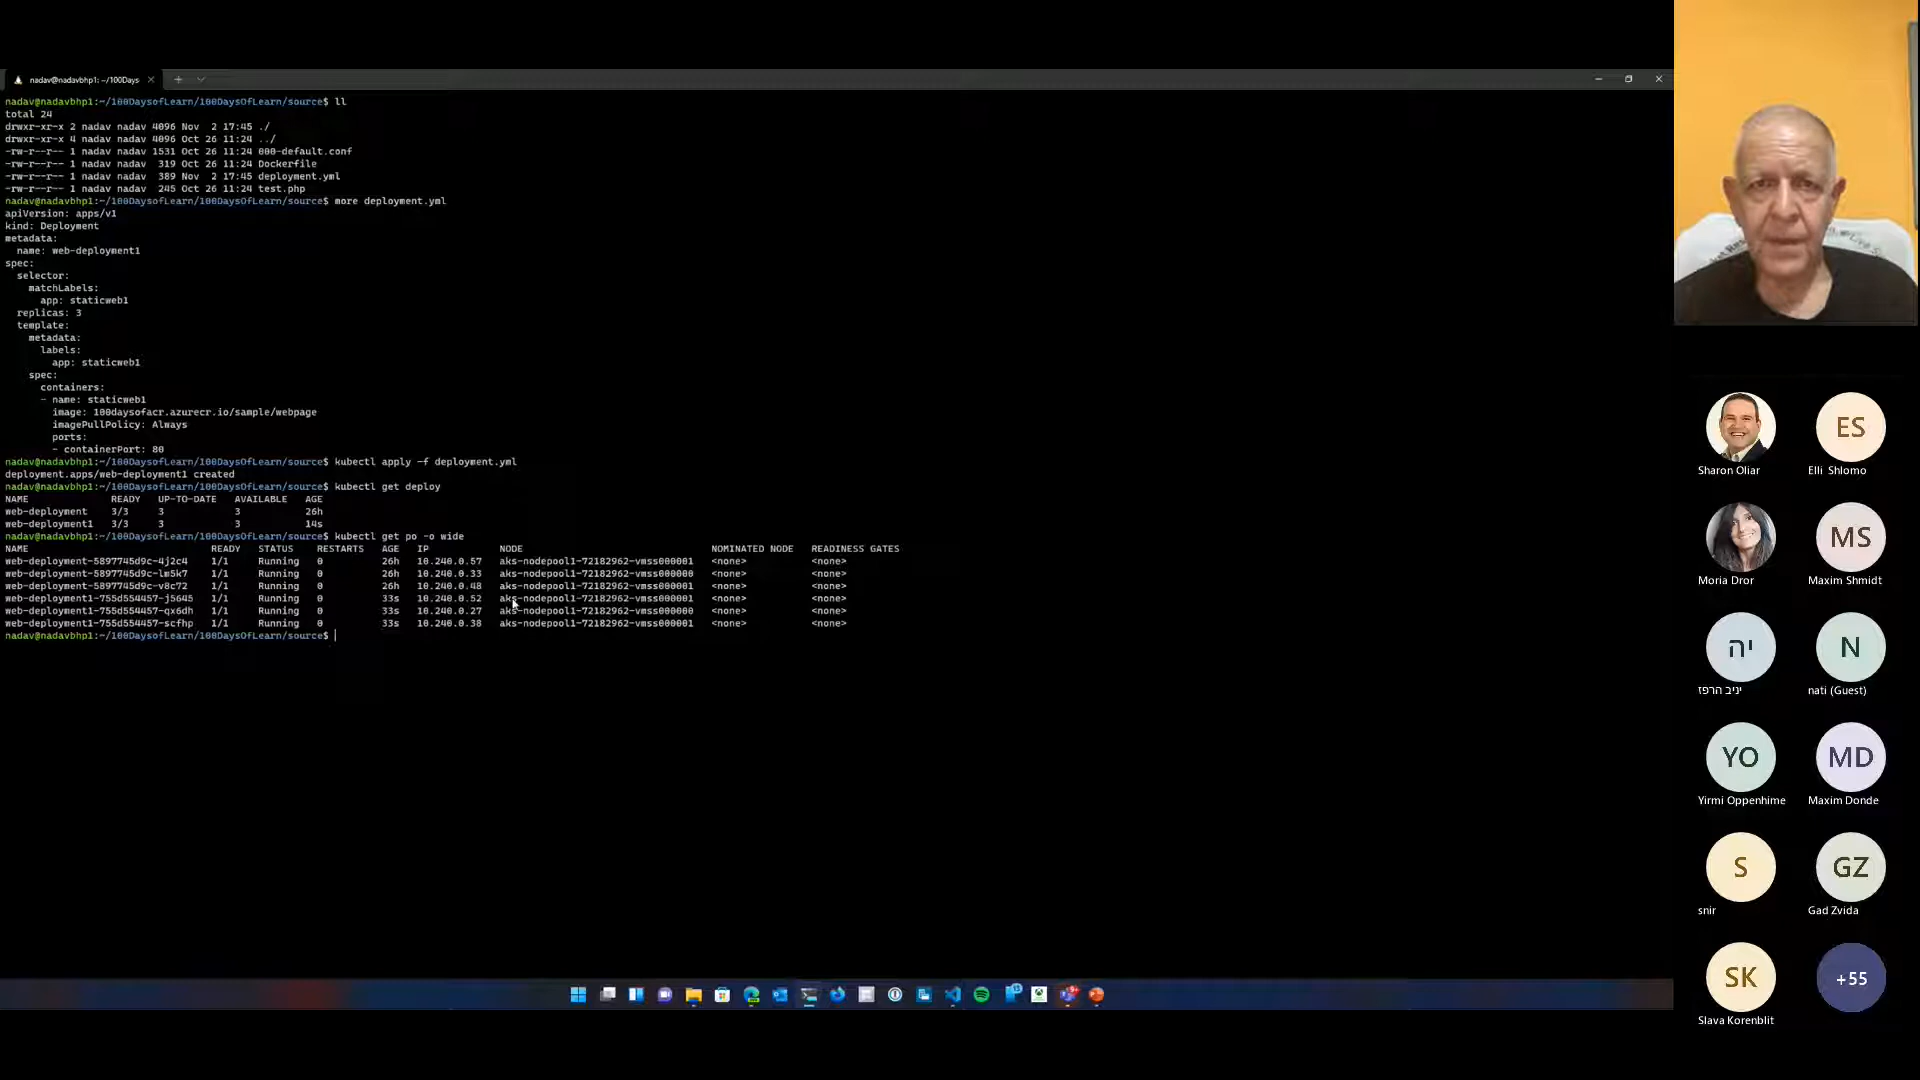 nadav@nadavbhp1: ~/100Days
nadav@nadavbhp1:~/100DaysofLearn/100DaysOfLearn/source$ ll
total 24
drwxr-xr-x 2 nadav nadav 4096 Nov  2 17:45 ./
drwxr-xr-x 4 nadav nadav 4096 Oct 26 11:24 ../
-rw-r--r-- 1 nadav nadav 1531 Oct 26 11:24 000-default.conf
-rw-r--r-- 1 nadav nadav  319 Oct 26 11:24 Dockerfile
-rw-r--r-- 1 nadav nadav  389 Nov  2 17:45 deployment.yml
-rw-r--r-- 1 nadav nadav  245 Oct 26 11:24 test.php
nadav@nadavbhp1:~/100DaysofLearn/100DaysOfLearn/source$ more deployment.yml
apiVersion: apps/v1
kind: Deployment
metadata:
  name: web-deployment1
spec:
  selector:
    matchLabels:
      app: staticweb1
  replicas: 3
  template:
    metadata:
      labels:
        app: staticweb1
    spec:
      containers:
      - name: staticweb1
        image: 100daysofacr.azurecr.io/sample/webpage
        imagePullPolicy: Always
        ports:
        - containerPort: 80
nadav@nadavbhp1:~/100DaysofLearn/100DaysOfLearn/source$ kubectl apply -f deployment.yml
deployment.apps/web-deployment1 created
nadav@nadavbhp1:~/100DaysofLearn/100DaysOfLearn/source$ kubectl get deploy
NAME READY UP-TO-DATE AVAILABLE AGE
web-deployment 3/3 3 3 26h
web-deployment1 3/3 3 3 14s
nadav@nadavbhp1:~/100DaysofLearn/100DaysOfLearn/source$ kubectl get po -o wide
NAME READY STATUS RESTARTS AGE IP NODE NOMINATED NODE READINESS GATES
web-deployment-5897745d9c-4j2c4 1/1 Running 0 26h 10.240.0.57 aks-nodepool1-72182962-vmss000001 <none> <none>
web-deployment-5897745d9c-lm5k7 1/1 Running 0 26h 10.240.0.33 aks-nodepool1-72182962-vmss000000 <none> <none>
web-deployment-5897745d9c-v8c72 1/1 Running 0 26h 10.240.0.48 aks-nodepool1-72182962-vmss000001 <none> <none>
web-deployment1-755d554457-j5645 1/1 Running 0 33s 10.240.0.52 aks-nodepool1-72182962-vmss000001 <none> <none>
web-deployment1-755d554457-qx6dh 1/1 Running 0 33s 10.240.0.27 aks-nodepool1-72182962-vmss000000 <none> <none>
web-deployment1-755d554457-scfhp 1/1 Running 0 33s 10.240.0.38 aks-nodepool1-72182962-vmss000001 <none> <none>
nadav@nadavbhp1:~/100DaysofLearn/100DaysOfLearn/source$
ES
Sharon Oliar
Elli Shlomo
MS
Moria Dror
Maxim Shmidt
יה
N
יניב הרפז
nati (Guest)
YO
MD
Yirmi Oppenhime
Maxim Donde
S
GZ
snir
Gad Zvida
SK
+55
Slava Korenblit